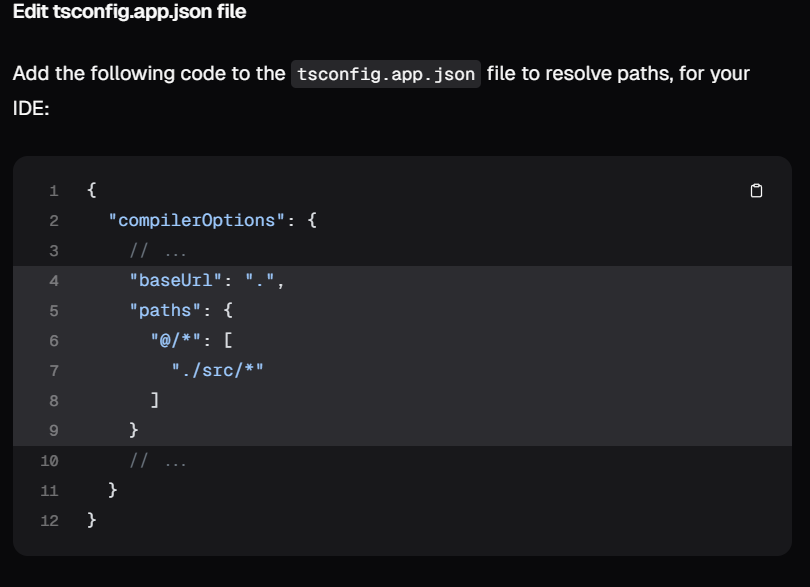 Edit tsconfig.app.json file
Add the following code to the tsconfig.app.json file to resolve paths, for your
IDE:
1 {
2   "compilerOptions": {
3     // ...
4     "baseUrl": ".",
5     "paths": {
6       "@/*": [
7         "./src/*"
8       ]
9     }
10     // ...
11   }
12 }